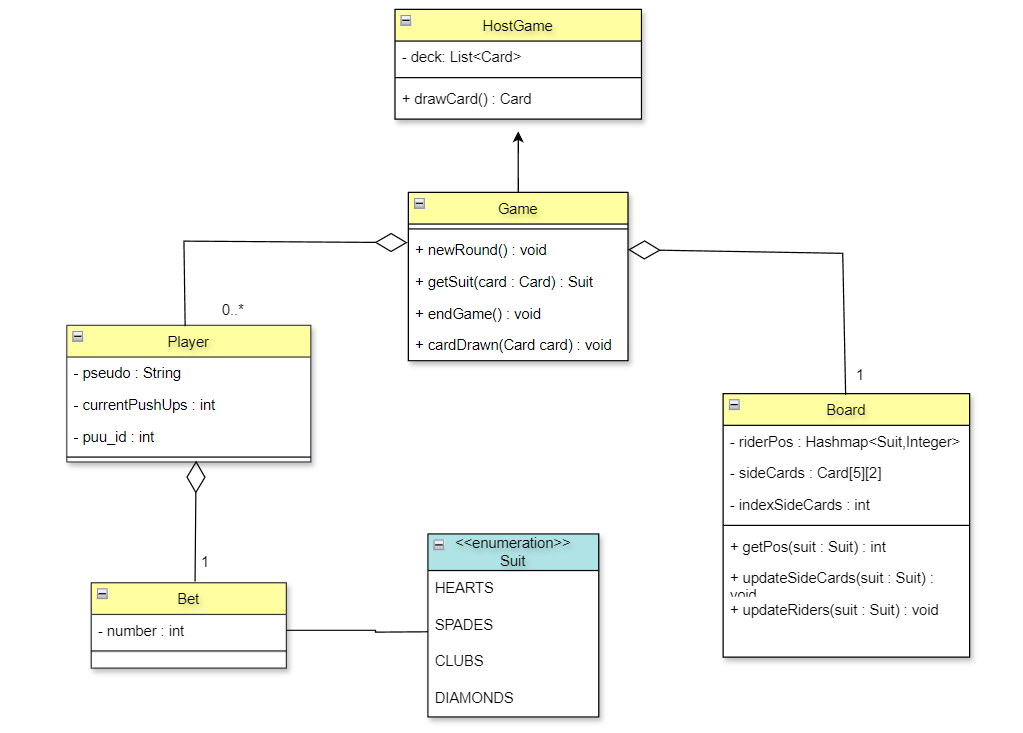 HostGame
- deck: List<Card>
+ drawCard() : Card
Game
+ newRound() : void
+ getSuit(card : Card) : Suit
+ endGame() : void
+ cardDrawn(Card card) : void
0..*
Player
- pseudo : String
- currentPushUps : int
- puu_id : int
1
Board
- riderPos : Hashmap<Suit,Integer>
- sideCards : Card[5][2]
- indexSideCards : int
+ getPos(suit : Suit) : int
+ updateSideCards(suit : Suit) :
void
+ updateRiders(suit : Suit) : void
1
Bet
- number : int
<<enumeration>>
Suit
HEARTS
SPADES
CLUBS
DIAMONDS